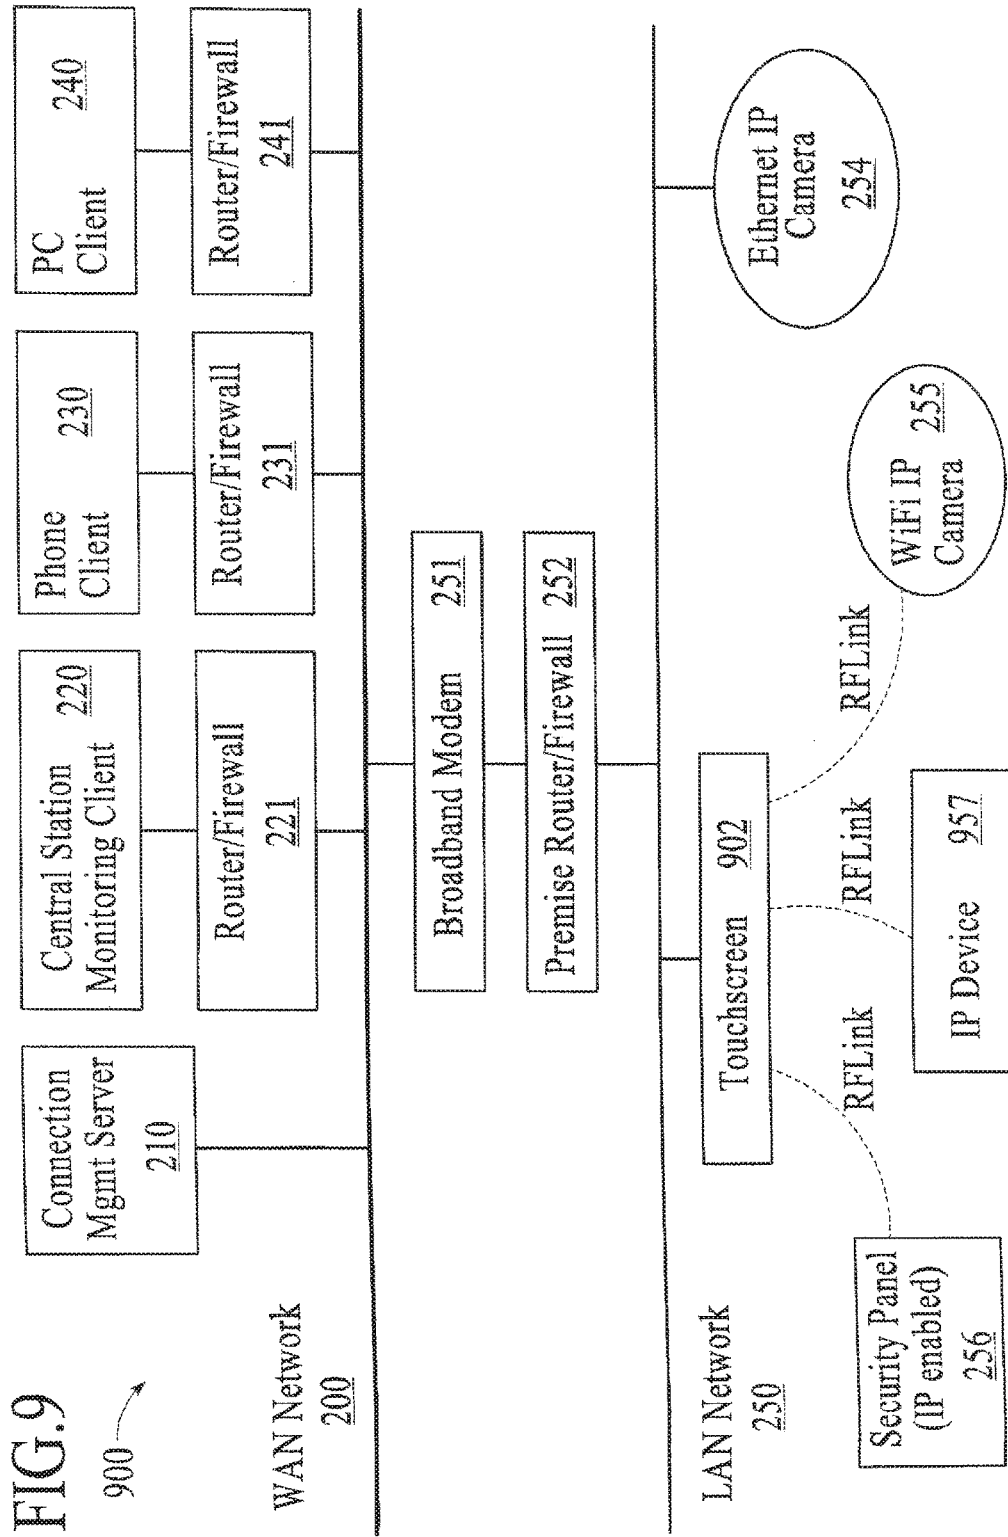 FIG.9
900
Connection
Mgmt Server
210
Central Station
Monitoring Client
220
Phone
Client
230
PC
Client
240
Router/Firewall
221
Router/Firewall
231
Router/Firewall
241
WAN Network
200
Broadband Modem 251
Premise Router/Firewall 252
LAN Network
250
Touchscreen 902
Ethernet IP
Camera
254
RFLink
RFLink
RFLink
Security Panel
(IP enabled)
256
IP Device 957
WiFi IP
Camera
255